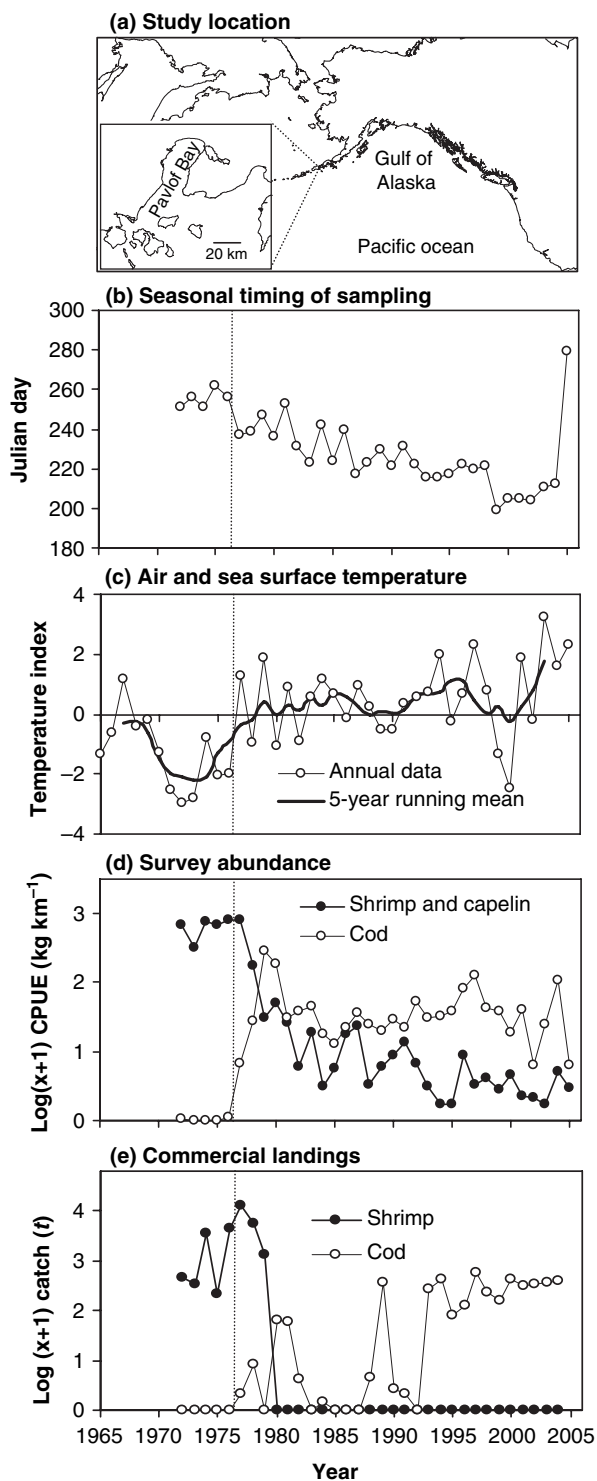 (a) Study location
Pavlof Bay
20 km
Gulf of
Alaska
Pacific ocean
(b) Seasonal timing of sampling
Julian day
300
280
260
240
220
200
180
(c) Air and sea surface temperature
Temperature index
4
2
0
−2
−4
Annual data
5-year running mean
(d) Survey abundance
Log(x+1) CPUE (kg km−1)
3
2
1
0
Shrimp and capelin
Cod
(e) Commercial landings
Log (x+1) catch (t)
4
3
2
1
0
Shrimp
Cod
1965 1970 1975 1980 1985 1990 1995 2000 2005
Year